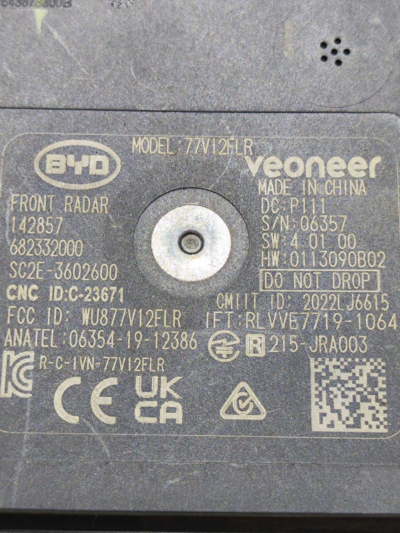 BYD
MODEL:77V12FLR
veoneer
MADE IN CHINA
FRONT RADAR
DC:P111
142857
S/N:06357
682332000
SW:4.01.00
SC2E-3602600
HW:0113090B02
DO NOT DROP
CNC ID:C-23671
CMIIT ID: 2022LJ6615
FCC ID: WU877V12FLR
IFT:RLVVE7719-1064
ANATEL:06354-19-12386
R 215-JRA003
R-C-1VN-77V12FLR
CE
UK
CA